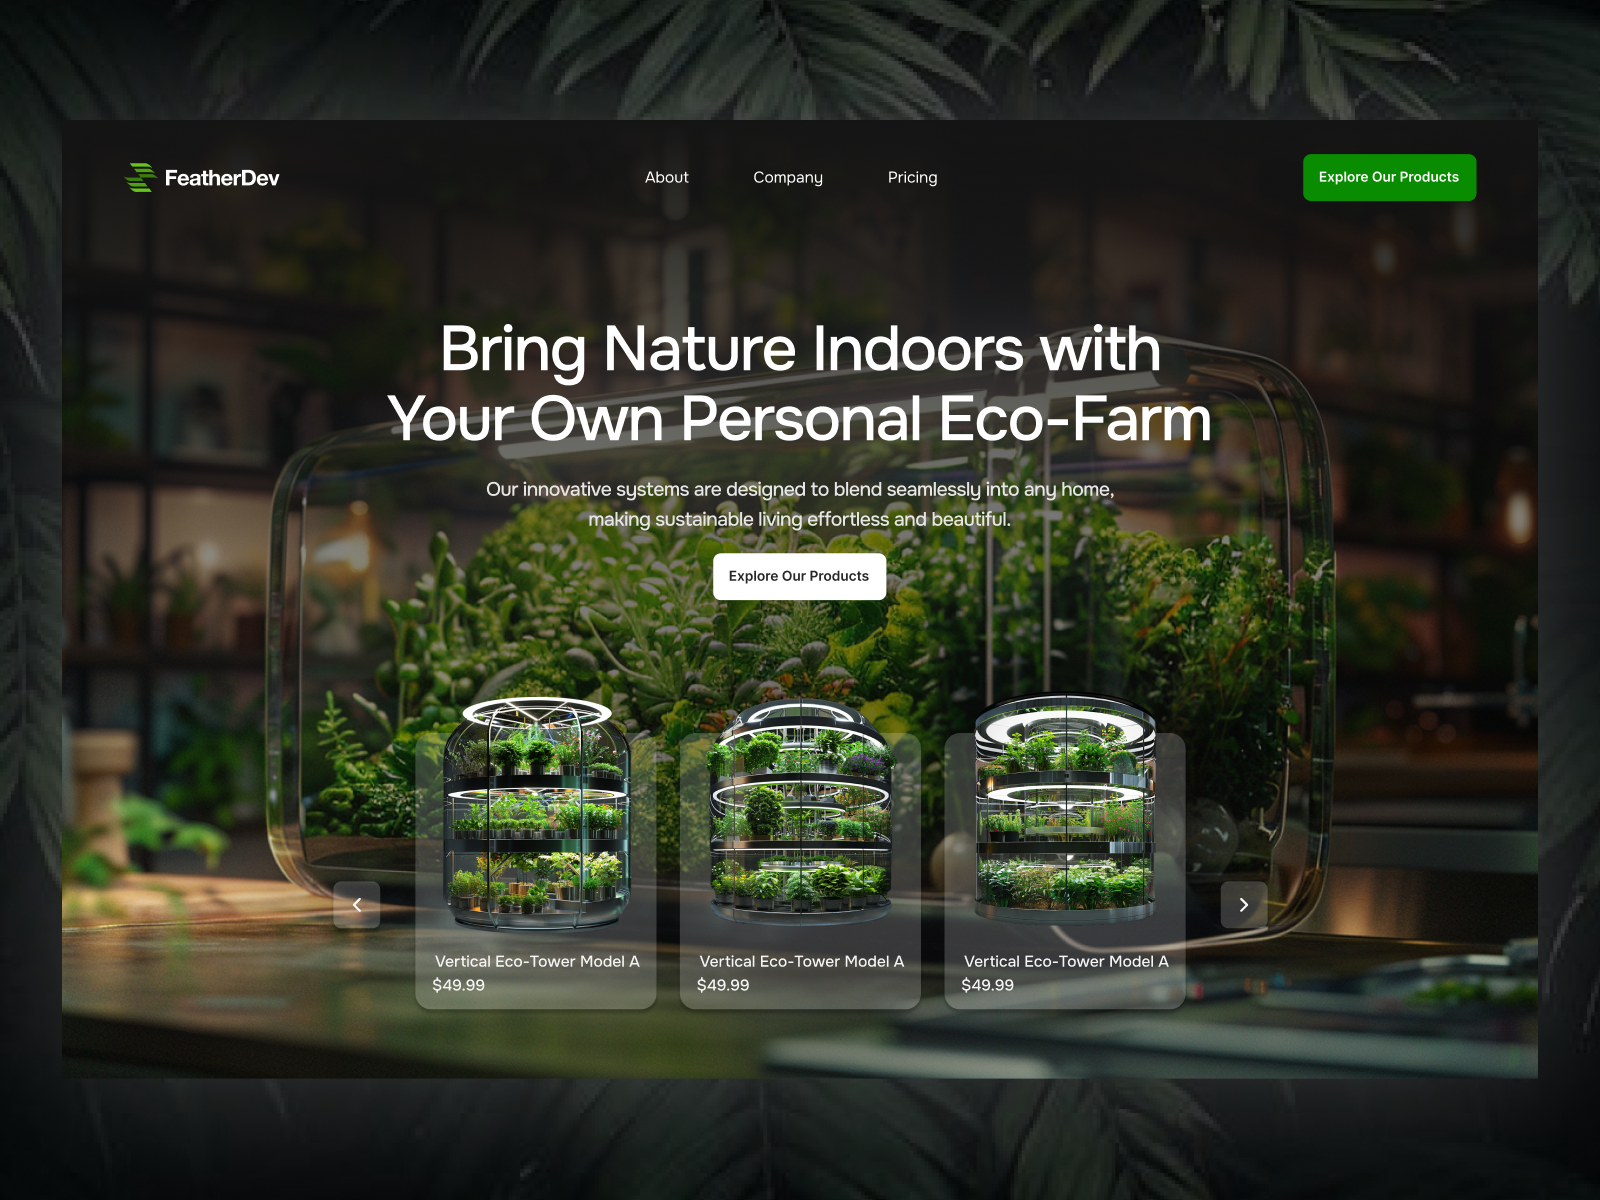 FeatherDev
About
Company
Pricing
Explore Our Products
Bring Nature Indoors with
Your Own Personal Eco-Farm
Our innovative systems are designed to blend seamlessly into any home,
making sustainable living effortless and beautiful.
Explore Our Products
Vertical Eco-Tower Model A
$49.99
Vertical Eco-Tower Model A
$49.99
Vertical Eco-Tower Model A
$49.99